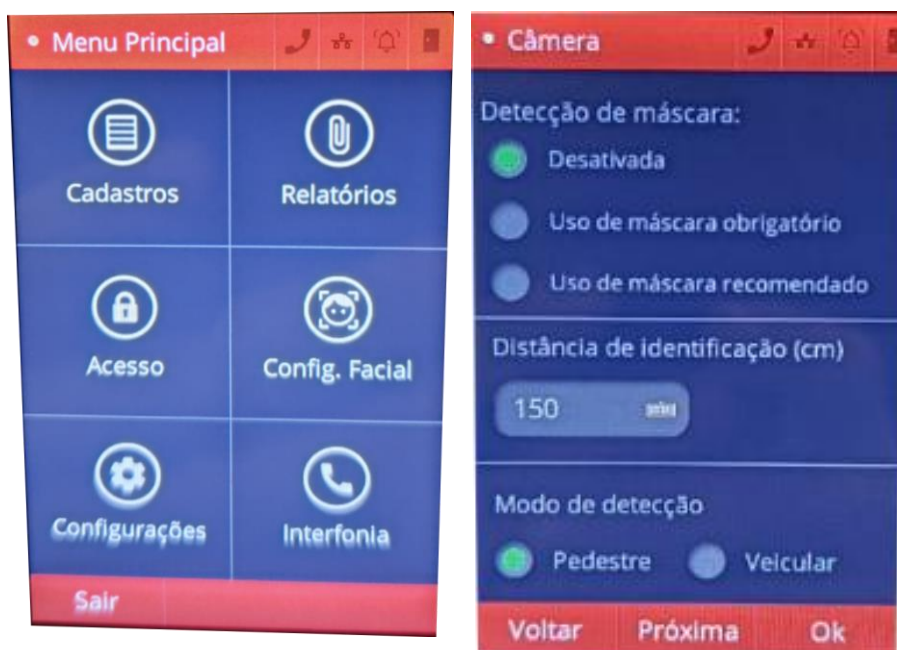 Menu Principal
Cadastros
Relatórios
Acesso
Config. Facial
Configurações
Interfonia
Sair
Câmera
Detecção de máscara:
Desativada
Uso de máscara obrigatório
Uso de máscara recomendado
Distância de identificação (cm)
150
Modo de detecção
Pedestre
Veicular
Voltar
Próxima
Ok